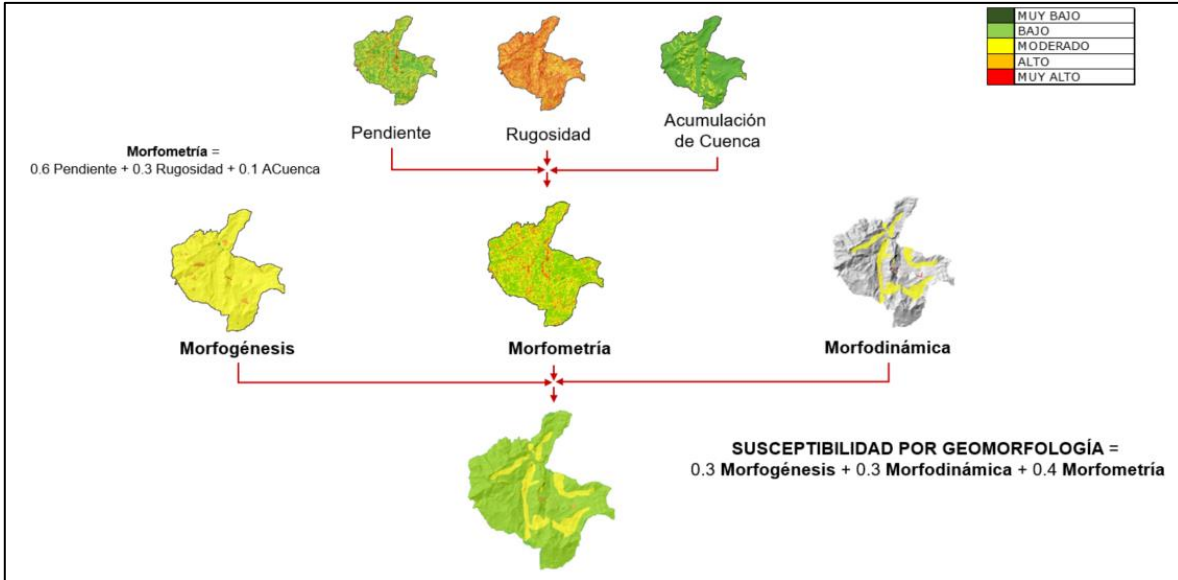 MUY BAJO
BAJO
MODERADO
ALTO
MUY ALTO
Pendiente
Rugosidad
Acumulación
de Cuenca
Morfometría =
0.6 Pendiente + 0.3 Rugosidad + 0.1 ACuenca
Morfogénesis
Morfometría
Morfodinámica
SUSCEPTIBILIDAD POR GEOMORFOLOGÍA =
0.3 Morfogénesis + 0.3 Morfodinámica + 0.4 Morfometría